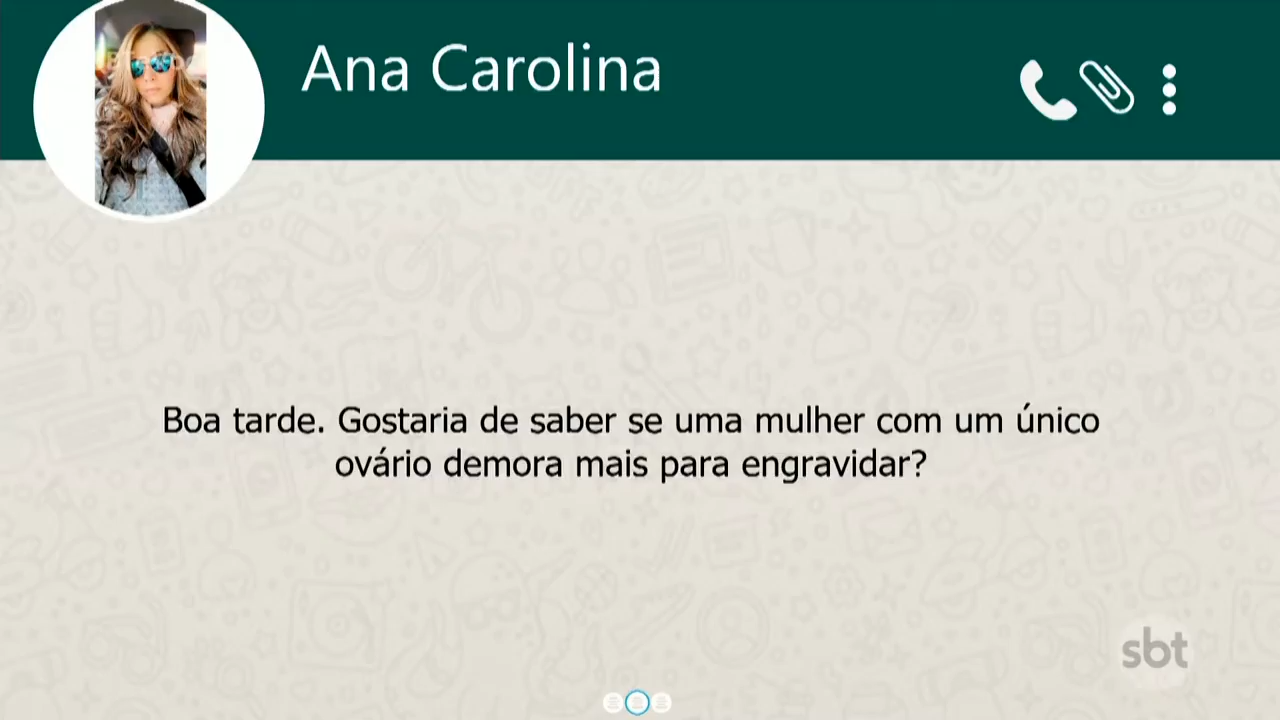 Ana Carolina
Boa tarde. Gostaria de saber se uma mulher com um único
ovário demora mais para engravidar?
sbt